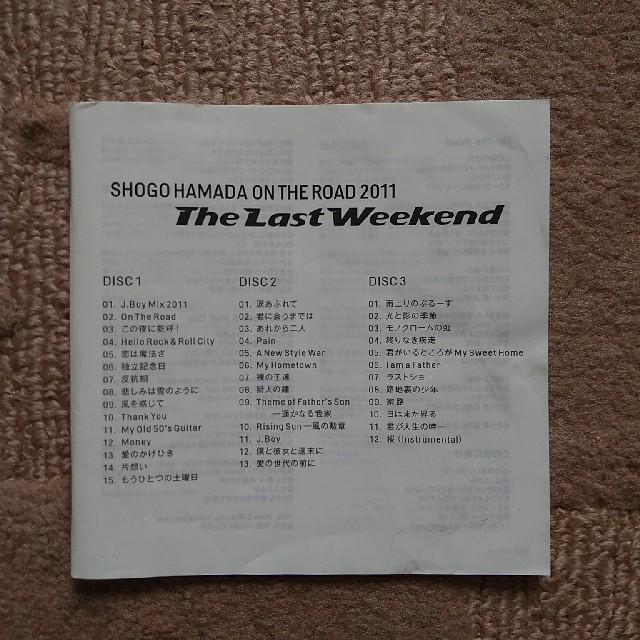 SHOGO HAMADA ON THE ROAD 2011
The Last Weekend
DISC 1
01. J.Boy Mix 2011
02. On The Road
03. この夜に乾杯!
04. Hello Rock & Roll City
05. 恋は魔法さ
06. 独立記念日
07. 反抗期
08. 悲しみは雪のように
09. 風を感じて
10. Thank You
11. My Old 50's Guitar
12. Money
13. 愛のかけひき
14. 片想い
15. もうひとつの土曜日
DISC 2
01. 涙あふれて
02. 君に会うまでは
03. あれから二人
04. Pain
05. A New Style War
06. My Hometown
07. 裸の王達
08. 詩人の鐘
09. Theme of Father's Son
―遥かなる我家
10. Rising Sun―風の勲章
11. J.Boy
12. 僕と彼女と週末に
13. 愛の世代の前に
DISC 3
01. 雨上りのぶるーす
02. 光と影の季節
03. モノクロームの虹
04. 終りなき疾走
05. 君がいるところが My Sweet Home
06. I am a Father
07. ラストショー
08. 路地裏の少年
09. 家路
10. 日はまた昇る
11. 君が人生の時…
12. 桜 (Instrumental)